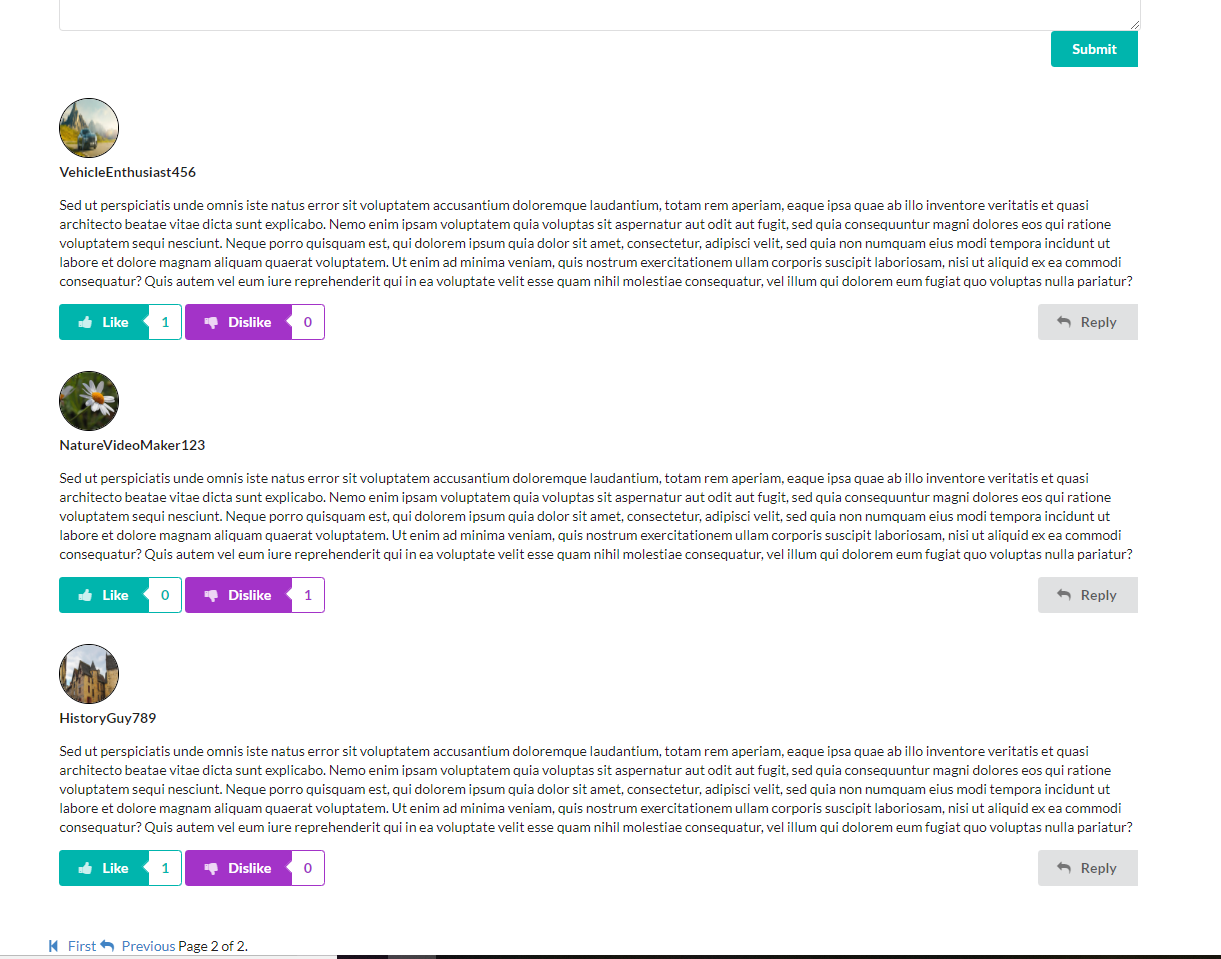 Submit
VehicleEnthusiast456
Sed ut perspiciatis unde omnis iste natus error sit voluptatem accusantium doloremque laudantium, totam rem aperiam, eaque ipsa quae ab illo inventore veritatis et quasi
architecto beatae vitae dicta sunt explicabo. Nemo enim ipsam voluptatem quia voluptas sit aspernatur aut odit aut fugit, sed quia consequuntur magni dolores eos qui ratione
voluptatem sequi nesciunt. Neque porro quisquam est, qui dolorem ipsum quia dolor sit amet, consectetur, adipisci velit, sed quia non numquam eius modi tempora incidunt ut
labore et dolore magnam aliquam quaerat voluptatem. Ut enim ad minima veniam, quis nostrum exercitationem ullam corporis suscipit laboriosam, nisi ut aliquid ex ea commodi
consequatur? Quis autem vel eum iure reprehenderit qui in ea voluptate velit esse quam nihil molestiae consequatur, vel illum qui dolorem eum fugiat quo voluptas nulla pariatur?
Like 1 Dislike 0 Reply
NatureVideoMaker123
Sed ut perspiciatis unde omnis iste natus error sit voluptatem accusantium doloremque laudantium, totam rem aperiam, eaque ipsa quae ab illo inventore veritatis et quasi
architecto beatae vitae dicta sunt explicabo. Nemo enim ipsam voluptatem quia voluptas sit aspernatur aut odit aut fugit, sed quia consequuntur magni dolores eos qui ratione
voluptatem sequi nesciunt. Neque porro quisquam est, qui dolorem ipsum quia dolor sit amet, consectetur, adipisci velit, sed quia non numquam eius modi tempora incidunt ut
labore et dolore magnam aliquam quaerat voluptatem. Ut enim ad minima veniam, quis nostrum exercitationem ullam corporis suscipit laboriosam, nisi ut aliquid ex ea commodi
consequatur? Quis autem vel eum iure reprehenderit qui in ea voluptate velit esse quam nihil molestiae consequatur, vel illum qui dolorem eum fugiat quo voluptas nulla pariatur?
Like 0 Dislike 1 Reply
HistoryGuy789
Sed ut perspiciatis unde omnis iste natus error sit voluptatem accusantium doloremque laudantium, totam rem aperiam, eaque ipsa quae ab illo inventore veritatis et quasi
architecto beatae vitae dicta sunt explicabo. Nemo enim ipsam voluptatem quia voluptas sit aspernatur aut odit aut fugit, sed quia consequuntur magni dolores eos qui ratione
voluptatem sequi nesciunt. Neque porro quisquam est, qui dolorem ipsum quia dolor sit amet, consectetur, adipisci velit, sed quia non numquam eius modi tempora incidunt ut
labore et dolore magnam aliquam quaerat voluptatem. Ut enim ad minima veniam, quis nostrum exercitationem ullam corporis suscipit laboriosam, nisi ut aliquid ex ea commodi
consequatur? Quis autem vel eum iure reprehenderit qui in ea voluptate velit esse quam nihil molestiae consequatur, vel illum qui dolorem eum fugiat quo voluptas nulla pariatur?
Like 1 Dislike 0 Reply
First Previous Page 2 of 2.